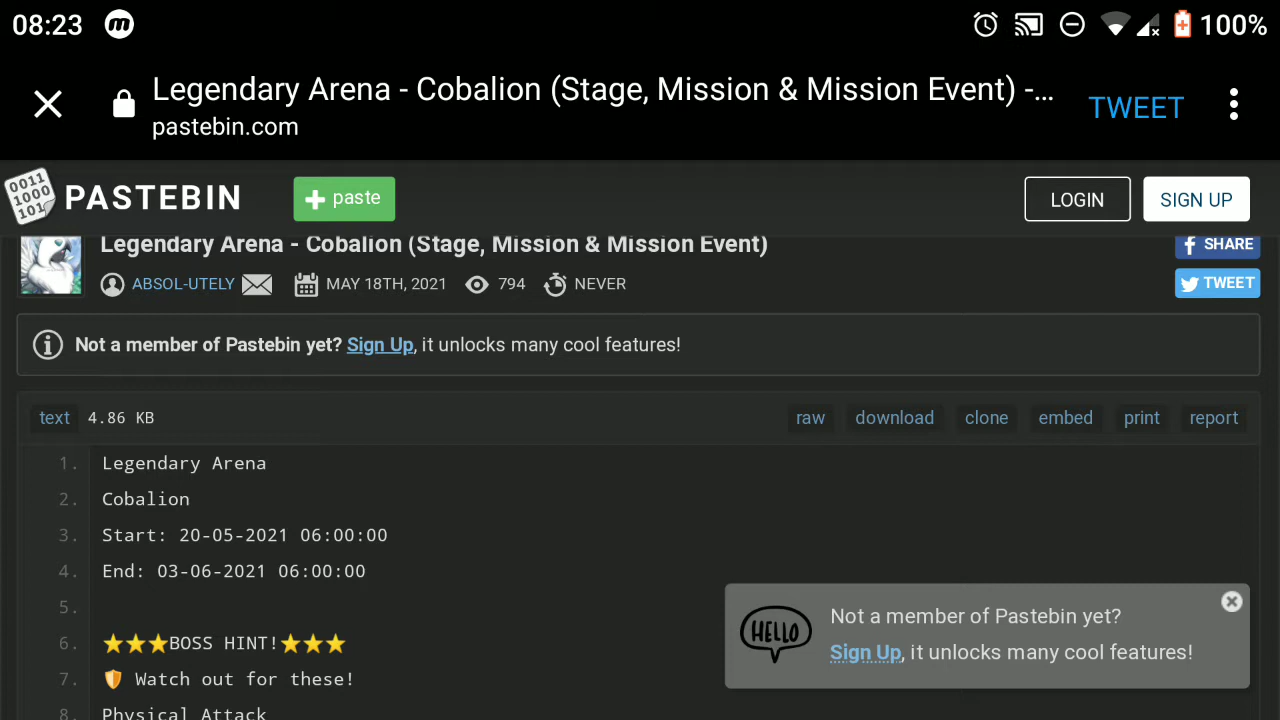 08:23 100%
Legendary Arena - Cobalion (Stage, Mission & Mission Event) -...
pastebin.com
TWEET
0011
1000
101
PASTEBIN
+ paste
LOGIN
SIGN UP
Legendary Arena - Cobalion (Stage, Mission & Mission Event)
SHARE
ABSOL-UTELY MAY 18TH, 2021 794 NEVER
TWEET
Not a member of Pastebin yet? Sign Up, it unlocks many cool features!
text 4.86 KB raw download clone embed print report
1. Legendary Arena
2. Cobalion
3. Start: 20-05-2021 06:00:00
4. End: 03-06-2021 06:00:00
5.
6. ⭐⭐⭐BOSS HINT!⭐⭐⭐
7. 🛡️ Watch out for these!
8. Physical Attack
HELLO
Not a member of Pastebin yet?
Sign Up, it unlocks many cool features!